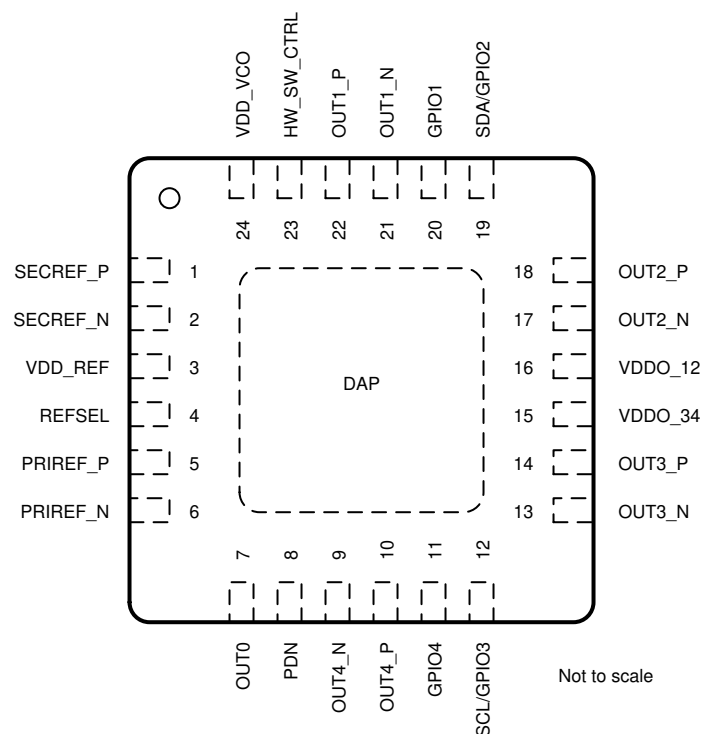 VDD_VCO
HW_SW_CTRL
OUT1_P
OUT1_N
GPIO1
SDA/GPIO2
24
23
22
21
20
19
SECREF_P 1
SECREF_N 2
VDD_REF 3
REFSEL 4
PRIREF_P 5
PRIREF_N 6
DAP
18 OUT2_P
17 OUT2_N
16 VDDO_12
15 VDDO_34
14 OUT3_P
13 OUT3_N
7
8
9
10
11
12
OUT0
PDN
OUT4_N
OUT4_P
GPIO4
SCL/GPIO3
Not to scale